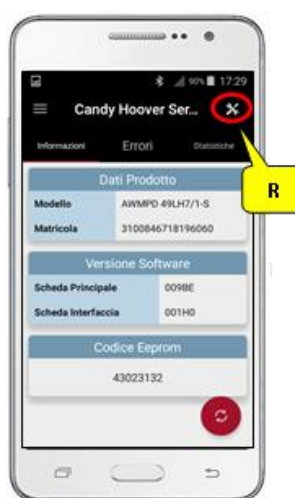 90% 17:29
Candy Hoover Ser...
Informazioni Errori Statistiche
R
Dati Prodotto
Modello AWMPD 49LH7/1-S
Matricola 3100846718196060
Versione Software
Scheda Principale 009BE
Scheda Interfaccia 001H0
Codice Eeprom
43023132